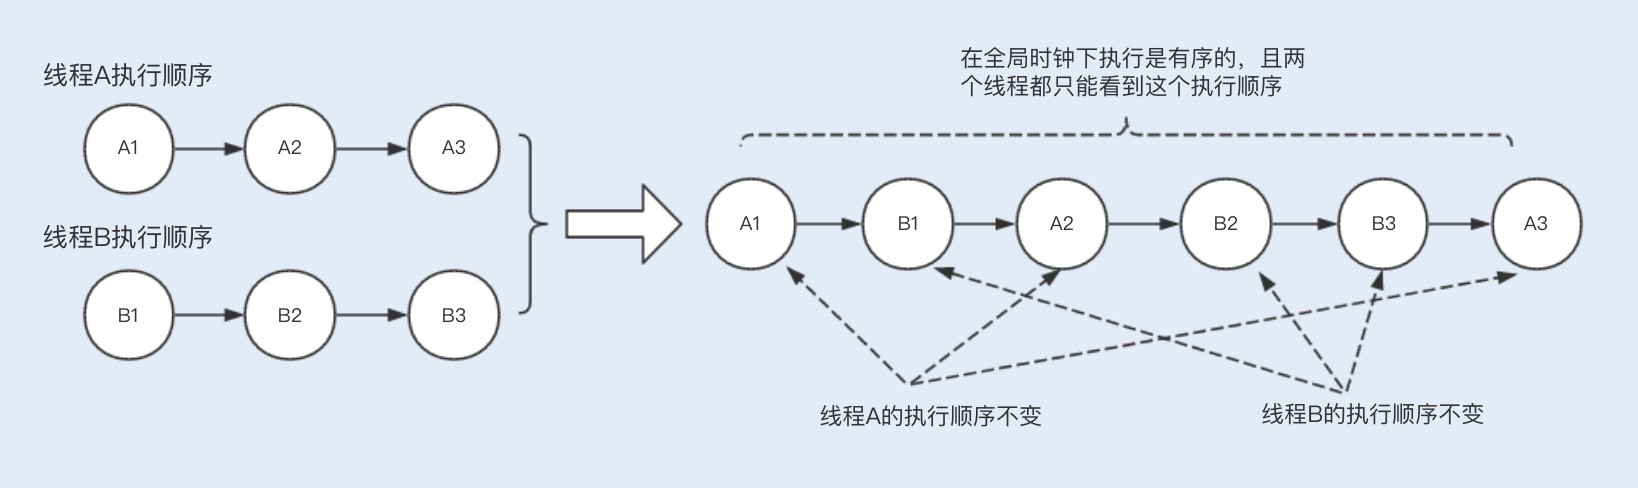 线程A执行顺序
A1
A2
A3
线程B执行顺序
B1
B2
B3
在全局时钟下执行是有序的，且两
个线程都只能看到这个执行顺序
A1
B1
A2
B2
B3
A3
线程A的执行顺序不变
线程B的执行顺序不变